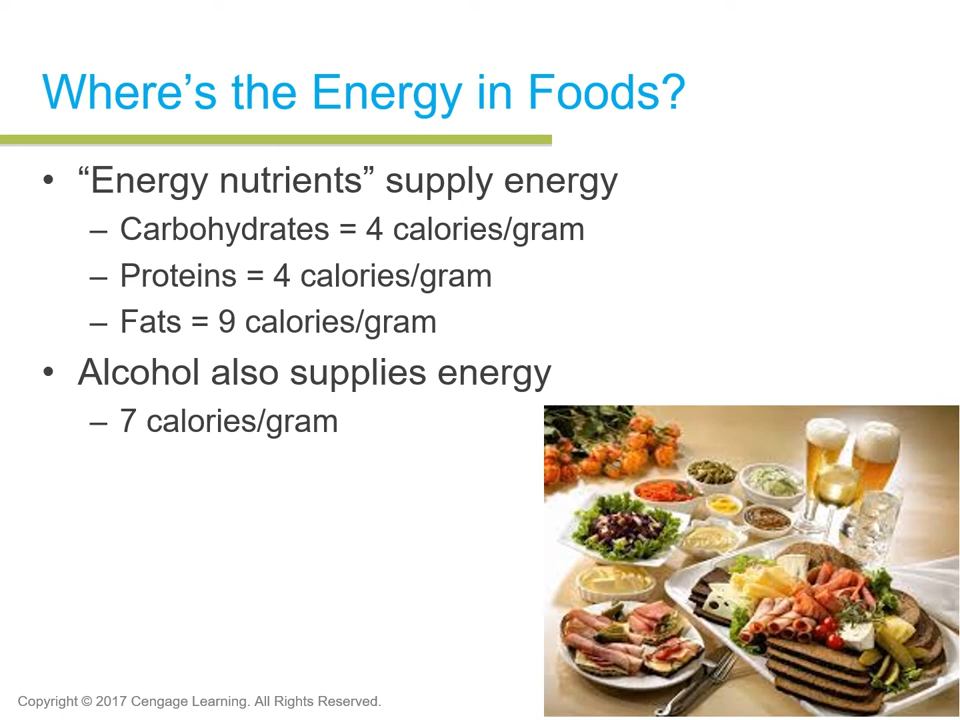 Where’s the Energy in Foods?
• “Energy nutrients” supply energy
– Carbohydrates = 4 calories/gram
– Proteins = 4 calories/gram
– Fats = 9 calories/gram
• Alcohol also supplies energy
– 7 calories/gram
Copyright © 2017 Cengage Learning. All Rights Reserved.